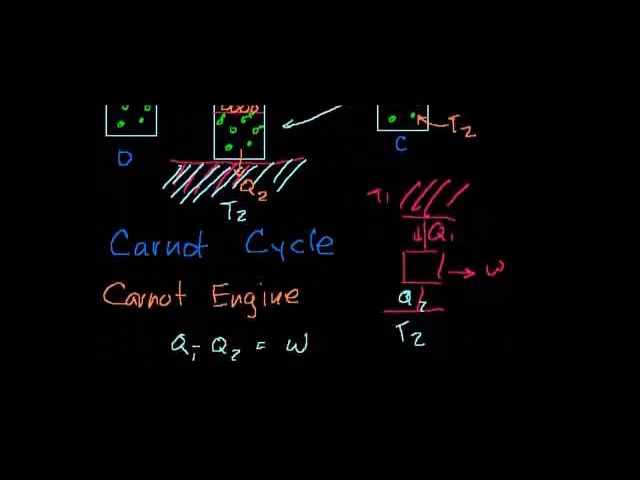 D
C
T2
Q2
T2
T1
Q1
Carnot Cycle
W
Carnot Engine
Q2
T2
Q1 - Q2 = W